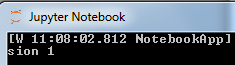 Jupyter Notebook
[W 11:08:02.812 NotebookApp]
sion 1